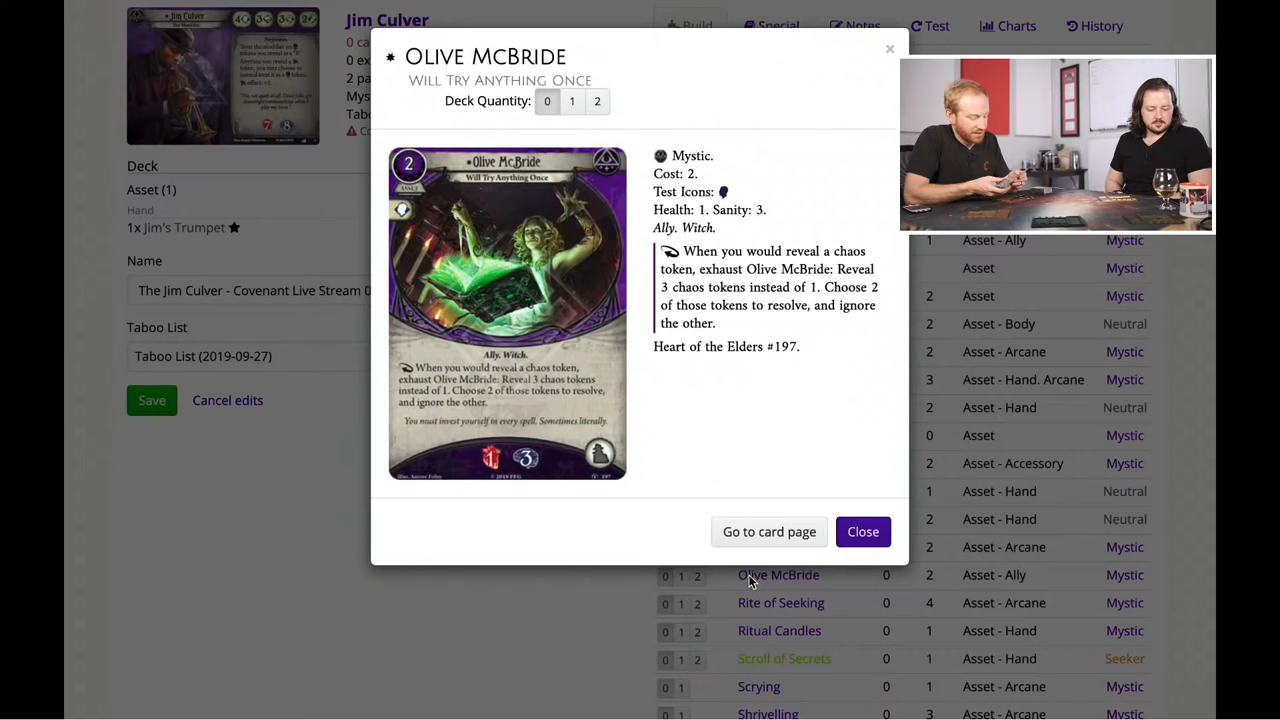 Jim Culver
Jim Culver
Build
Special
Notes
Test
Charts
History
OLIVE MCBRIDE
WILL TRY ANYTHING ONCE
Deck Quantity: 0 1 2
×
2
Olive McBride
Will Try Anything Once
ASSET
Ally. Witch.
When you would reveal a chaos token,
exhaust Olive McBride: Reveal 3 chaos tokens
instead of 1. Choose 2 of those tokens to resolve,
and ignore the other.
You must invest yourself in every spell. Sometimes literally.
1 3
Mystic.
Cost: 2.
Test Icons:
Health: 1. Sanity: 3.
Ally. Witch.
When you would reveal a chaos
token, exhaust Olive McBride: Reveal
3 chaos tokens instead of 1. Choose 2
of those tokens to resolve, and ignore
the other.
Heart of the Elders #197.
Go to card page
Close
0
0
2
Deck
Asset (1)
Hand
1x Jim's Trumpet
Name
The Jim Culver - Covenant Live Stream 0
Taboo List
Taboo List (2019-09-27)
Save
Cancel edits
1 Asset - Ally Mystic
Asset Mystic
2 Asset Mystic
2 Asset - Body Neutral
2 Asset - Arcane Mystic
3 Asset - Hand. Arcane Mystic
2 Asset - Hand Mystic
0 Asset Mystic
2 Asset - Accessory Mystic
1 Asset - Hand Neutral
2 Asset - Hand Neutral
2 Asset - Arcane Mystic
0 1 2 Olive McBride 0 2 Asset - Ally Mystic
0 1 2 Rite of Seeking 0 4 Asset - Arcane Mystic
0 1 2 Ritual Candles 0 1 Asset - Hand Mystic
0 1 2 Scroll of Secrets 0 1 Asset - Hand Seeker
0 1 Scrying 0 1 Asset - Arcane Mystic
0 1 Shrivelling 0 3 Asset - Arcane Mystic